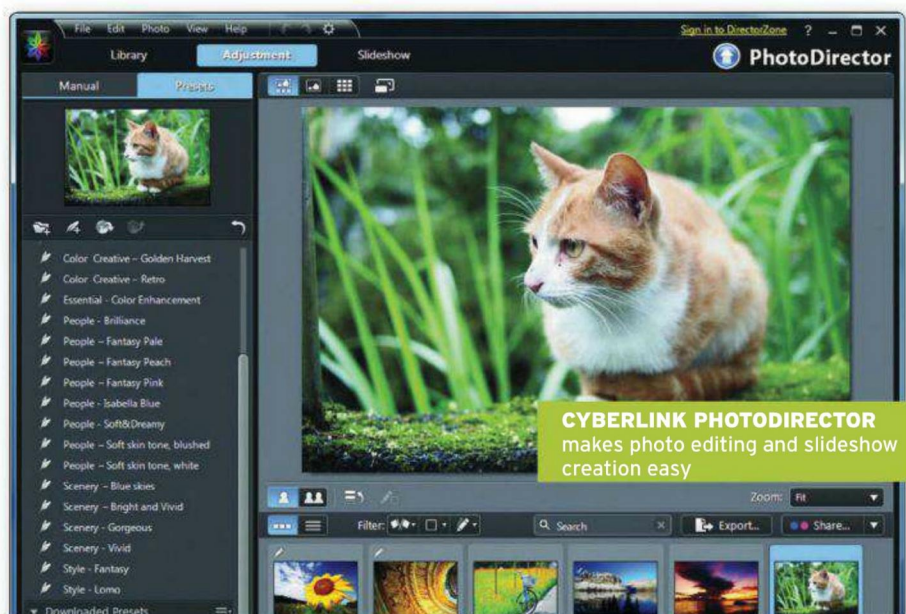 File Edit Photo View Help
Sign in to DirectorZone ?
Library Adjustment Slideshow
PhotoDirector
Manual Presets
Color Creative – Golden Harvest
Color Creative – Retro
Essential - Color Enhancement
People - Brilliance
People – Fantasy Pale
People – Fantasy Peach
People – Fantasy Pink
People - Isabella Blue
People - Soft&Dreamy
People – Soft skin tone, blushed
People – Soft skin tone, white
Scenery – Blue skies
Scenery – Bright and Vivid
Scenery - Gorgeous
Scenery - Vivid
Style - Fantasy
Style - Lomo
Downloaded Presets
CYBERLINK PHOTODIRECTOR
makes photo editing and slideshow
creation easy
Zoom: Fit
Filter: Search Export... Share...